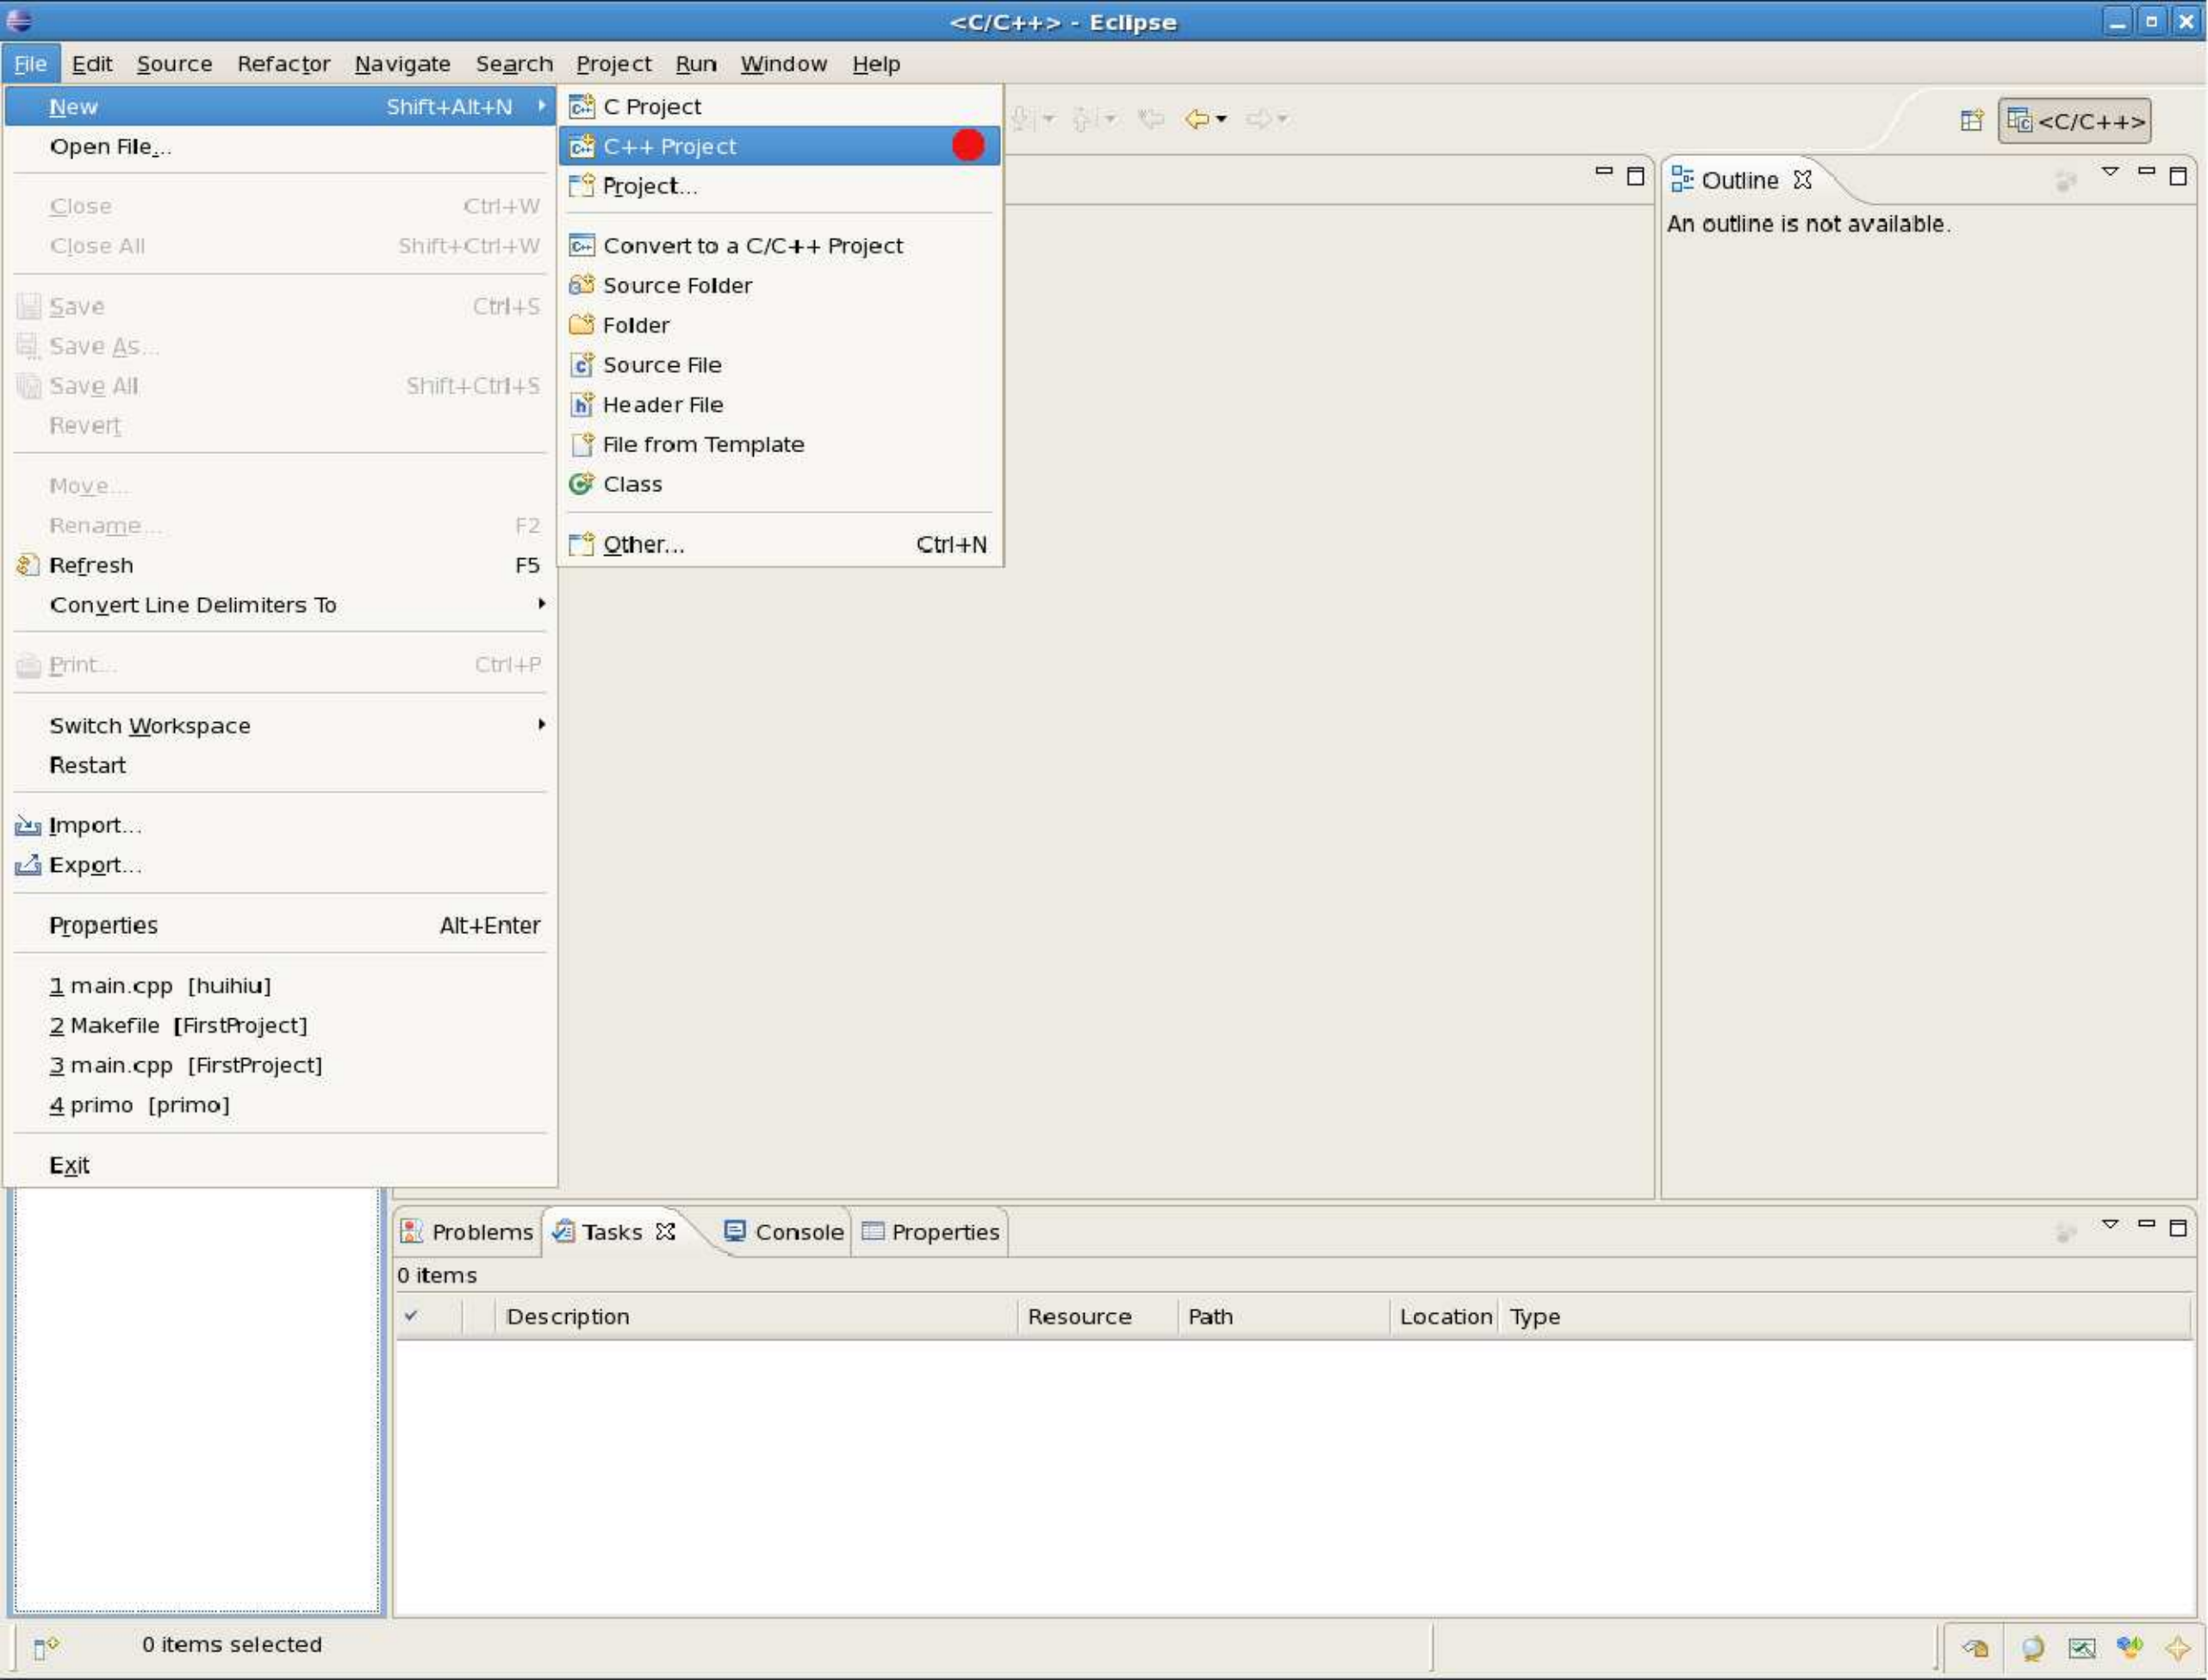 <C/C++> - Eclipse
File Edit Source Refactor Navigate Search Project Run Window Help
New Shift+Alt+N
Open File...
Close Ctrl+W
Close All Shift+Ctrl+W
Save Ctrl+S
Save As...
Save All Shift+Ctrl+S
Revert
Move...
Rename... F2
Refresh F5
Convert Line Delimiters To
Print... Ctrl+P
Switch Workspace
Restart
Import...
Export...
Properties Alt+Enter
1 main.cpp [huihiu]
2 Makefile [FirstProject]
3 main.cpp [FirstProject]
4 primo [primo]
Exit
C Project
C++ Project
Project...
Convert to a C/C++ Project
Source Folder
Folder
Source File
Header File
File from Template
Class
Other... Ctrl+N
<C/C++>
Outline
An outline is not available.
Problems Tasks Console Properties
0 items
Description Resource Path Location Type
0 items selected